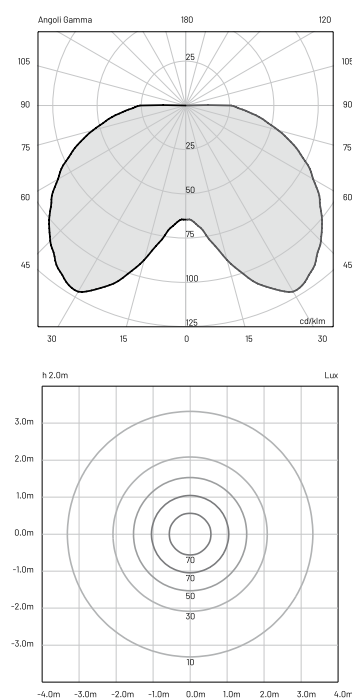 Angoli Gamma 180 120
105 25 105
90 90
75 25 75
60 50 60
75
45 45
100
125 cd/klm
30 15 0 15 30
h 2.0m Lux
3.0m
2.0m
1.0m
0.0m
70
-1.0m 70
50
-2.0m 30
-3.0m
10
-4.0m -3.0m -2.0m -1.0m 0.0m 1.0m 2.0m 3.0m 4.0m